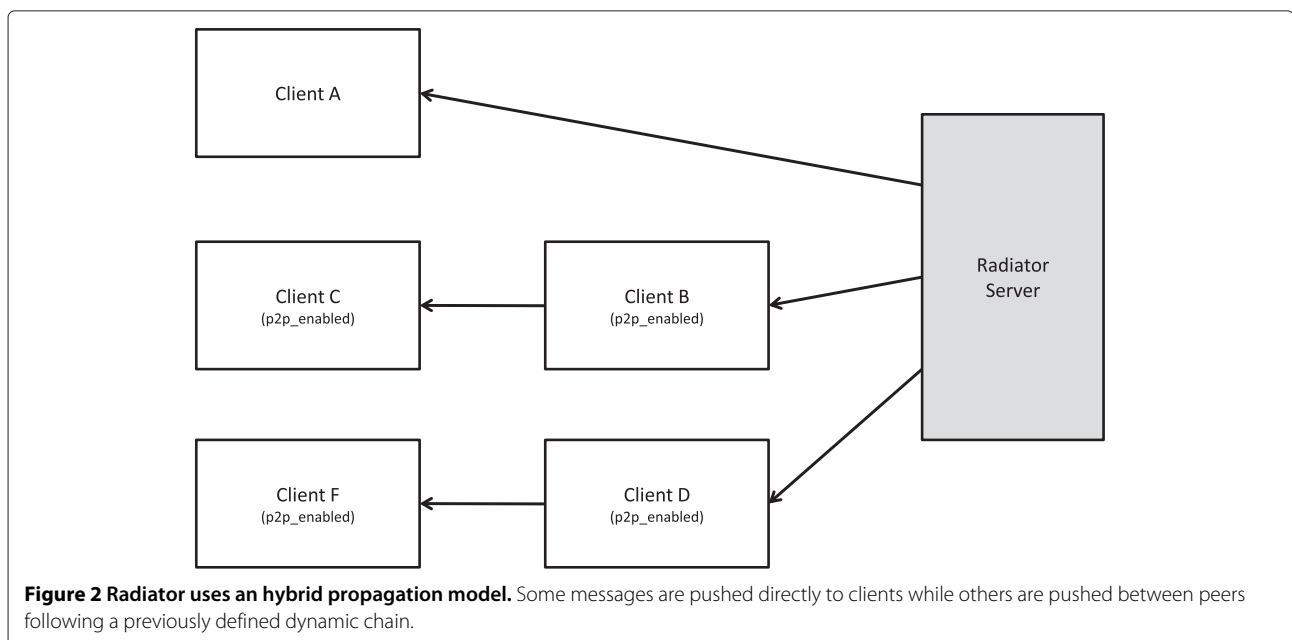 Client A
Radiator
Server
Client C
(p2p_enabled)
Client B
(p2p_enabled)
Client F
(p2p_enabled)
Client D
(p2p_enabled)
Figure 2 Radiator uses an hybrid propagation model. Some messages are pushed directly to clients while others are pushed between peers
following a previously defined dynamic chain.